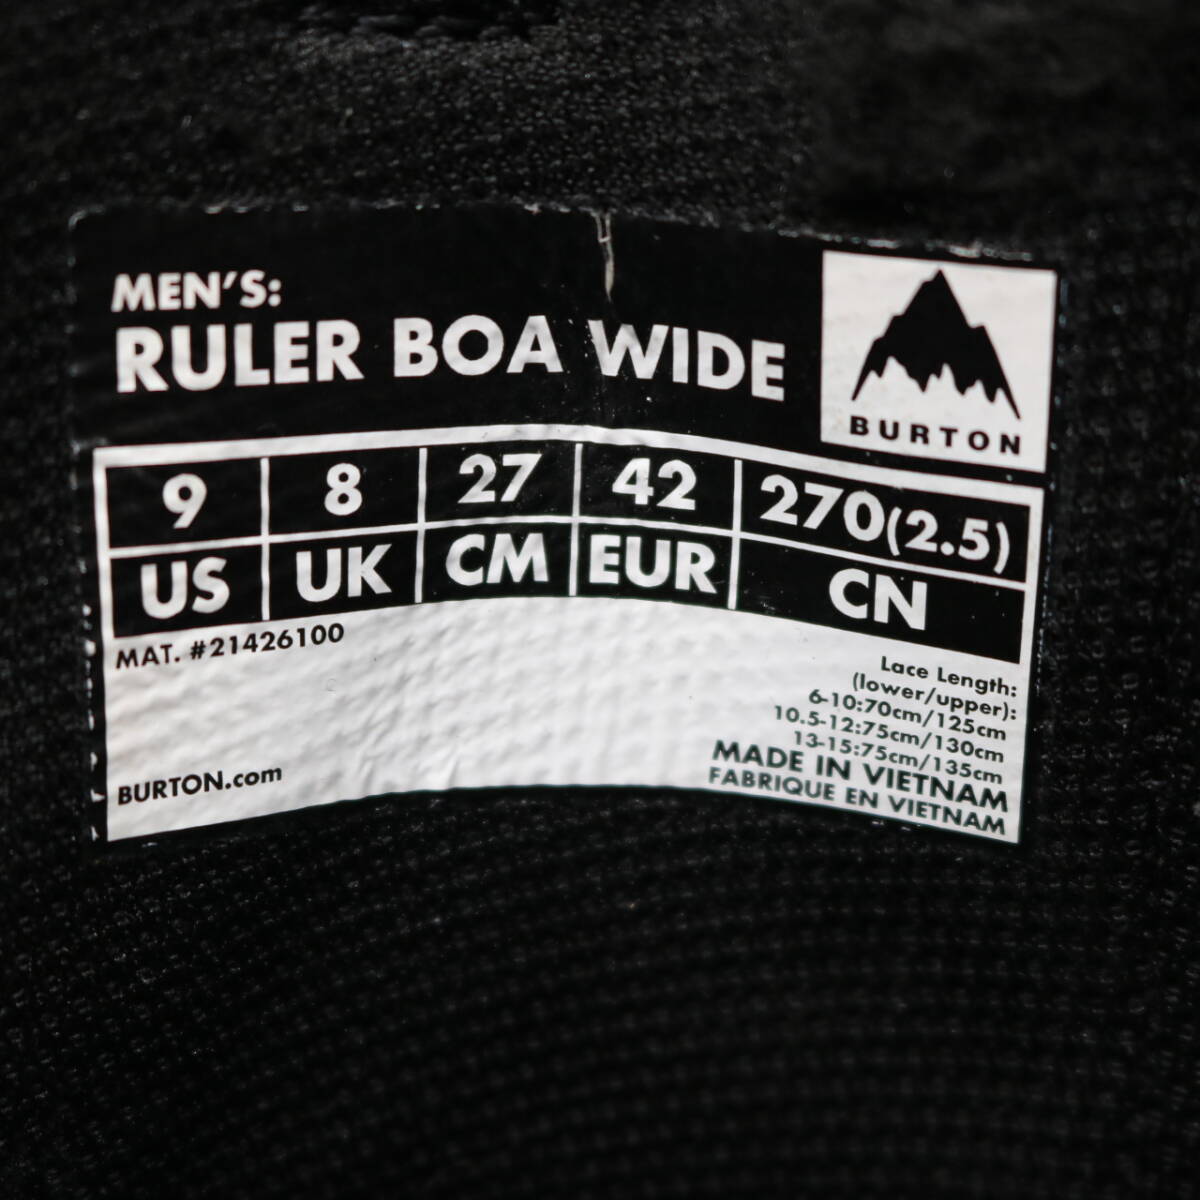 MEN'S:
RULER BOA WIDE
BURTON
9 8 27 42 270(2.5)
US UK CM EUR CN
MAT. #21426100
Lace Length:
(lower/upper):
6-10:70cm/125cm
10.5-12:75cm/130cm
13-15:75cm/135cm
MADE IN VIETNAM
FABRIQUE EN VIETNAM
BURTON.com